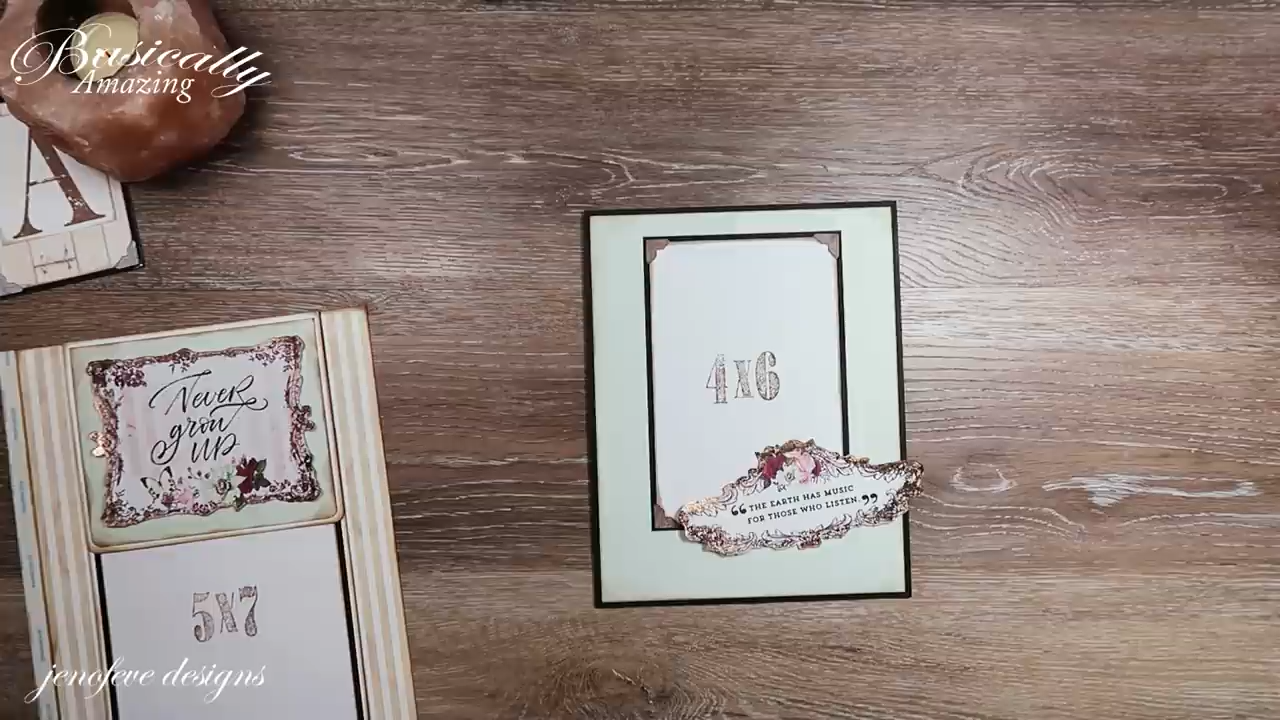 Basically
Amazing
A
Never
grow
up
5x7
4x6
“THE EARTH HAS MUSIC
FOR THOSE WHO LISTEN.”
jenofeve designs